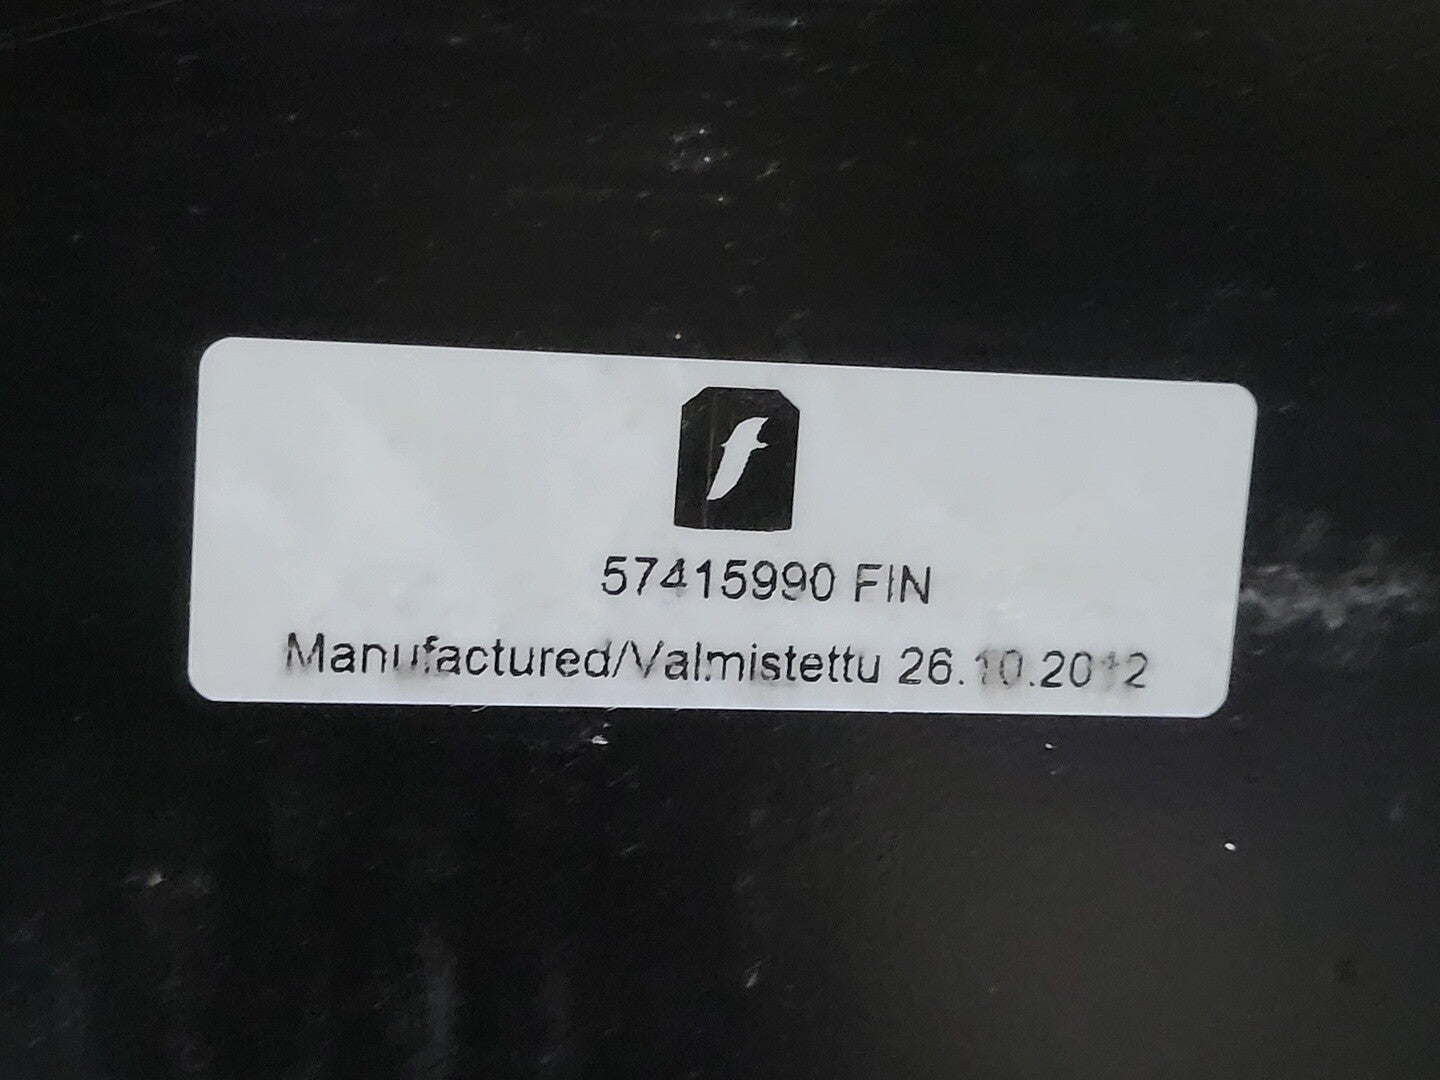 57415990 FIN
Manufactured/Valmistettu 26.10.2012